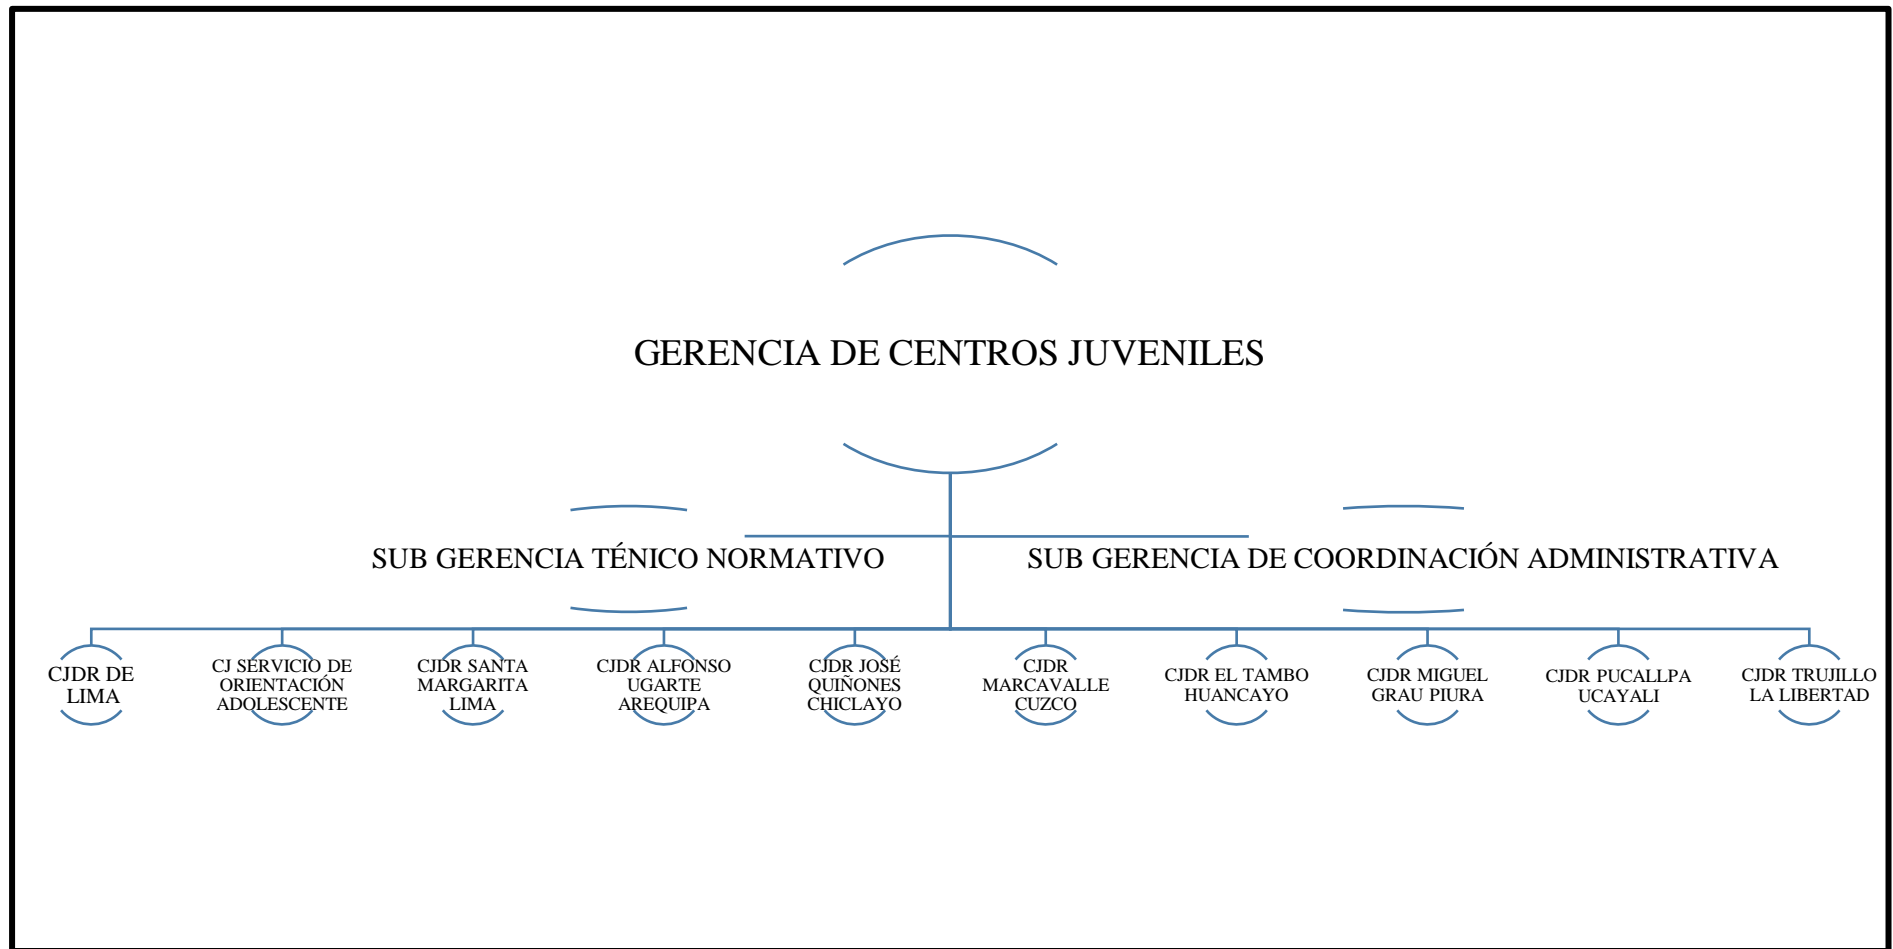 GERENCIA DE CENTROS JUVENILES
SUB GERENCIA TÉNICO NORMATIVO
SUB GERENCIA DE COORDINACIÓN ADMINISTRATIVA
CJDR DE
LIMA
CJ SERVICIO DE
ORIENTACIÓN
ADOLESCENTE
CJDR SANTA
MARGARITA
LIMA
CJDR ALFONSO
UGARTE
AREQUIPA
CJDR JOSÉ
QUIÑONES
CHICLAYO
CJDR
MARCAVALLE
CUZCO
CJDR EL TAMBO
HUANCAYO
CJDR MIGUEL
GRAU PIURA
CJDR PUCALLPA
UCAYALI
CJDR TRUJILLO
LA LIBERTAD